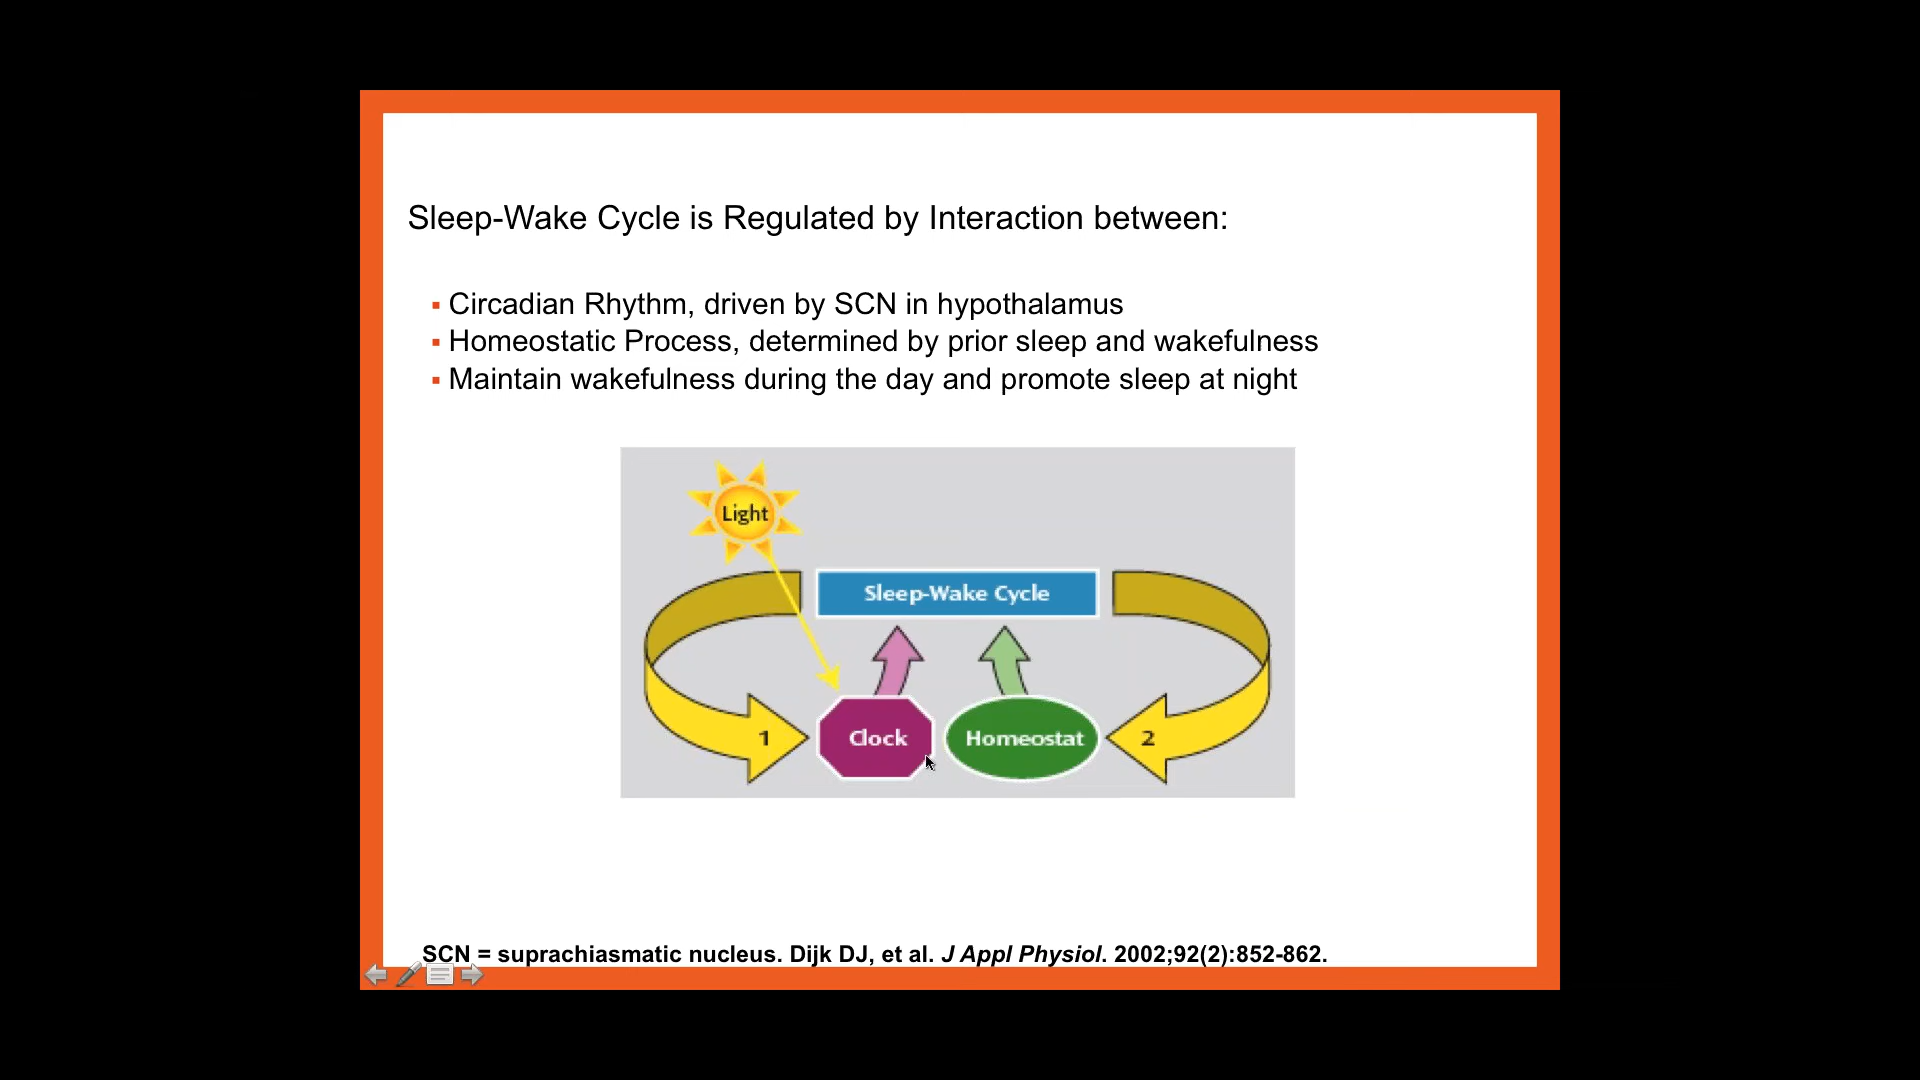 Sleep-Wake Cycle is Regulated by Interaction between:
▪ Circadian Rhythm, driven by SCN in hypothalamus
▪ Homeostatic Process, determined by prior sleep and wakefulness
▪ Maintain wakefulness during the day and promote sleep at night
Light
Sleep-Wake Cycle
1
Clock
Homeostat
2
SCN = suprachiasmatic nucleus. Dijk DJ, et al. J Appl Physiol. 2002;92(2):852-862.